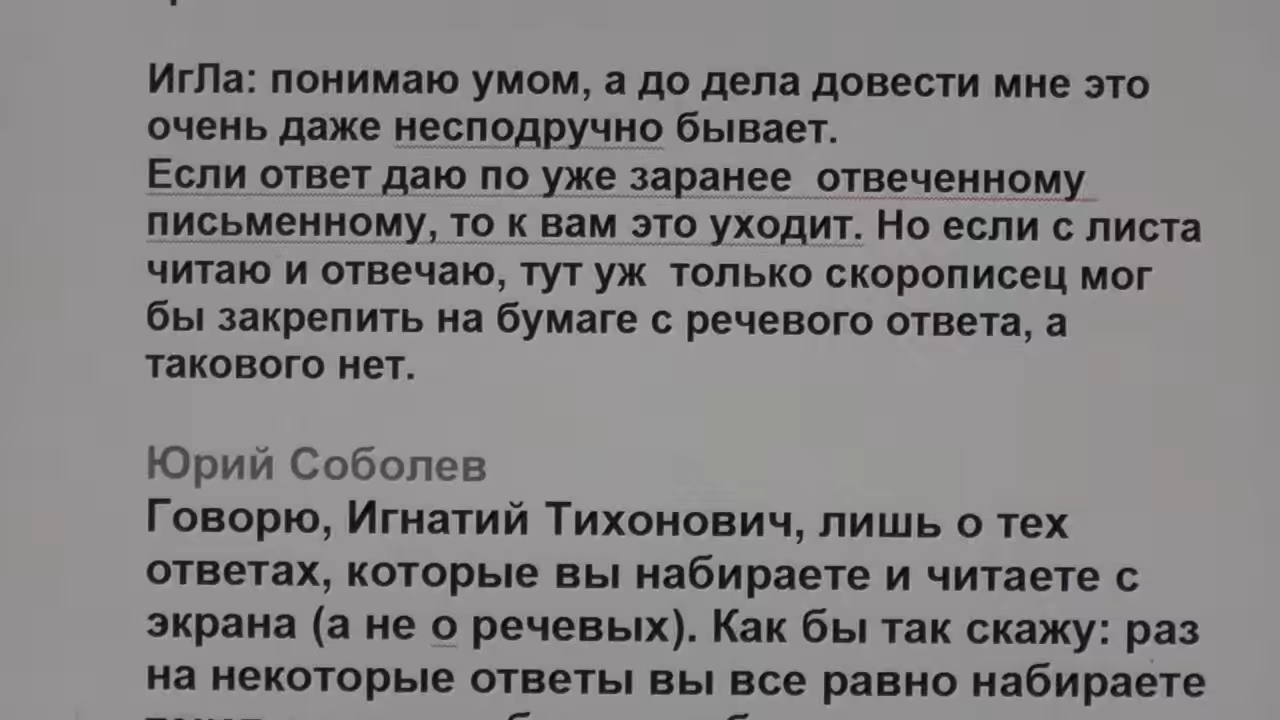 ИгЛа: понимаю умом, а до дела довести мне это
очень даже несподручно бывает.
Если ответ даю по уже заранее  отвеченному
письменному, то к вам это уходит. Но если с листа
читаю и отвечаю, тут уж  только скорописец мог
бы закрепить на бумаге с речевого ответа, а
такового нет.
Юрий Соболев
Говорю, Игнатий Тихонович, лишь о тех
ответах, которые вы набираете и читаете с
экрана (а не о речевых). Как бы так скажу: раз
на некоторые ответы вы все равно набираете